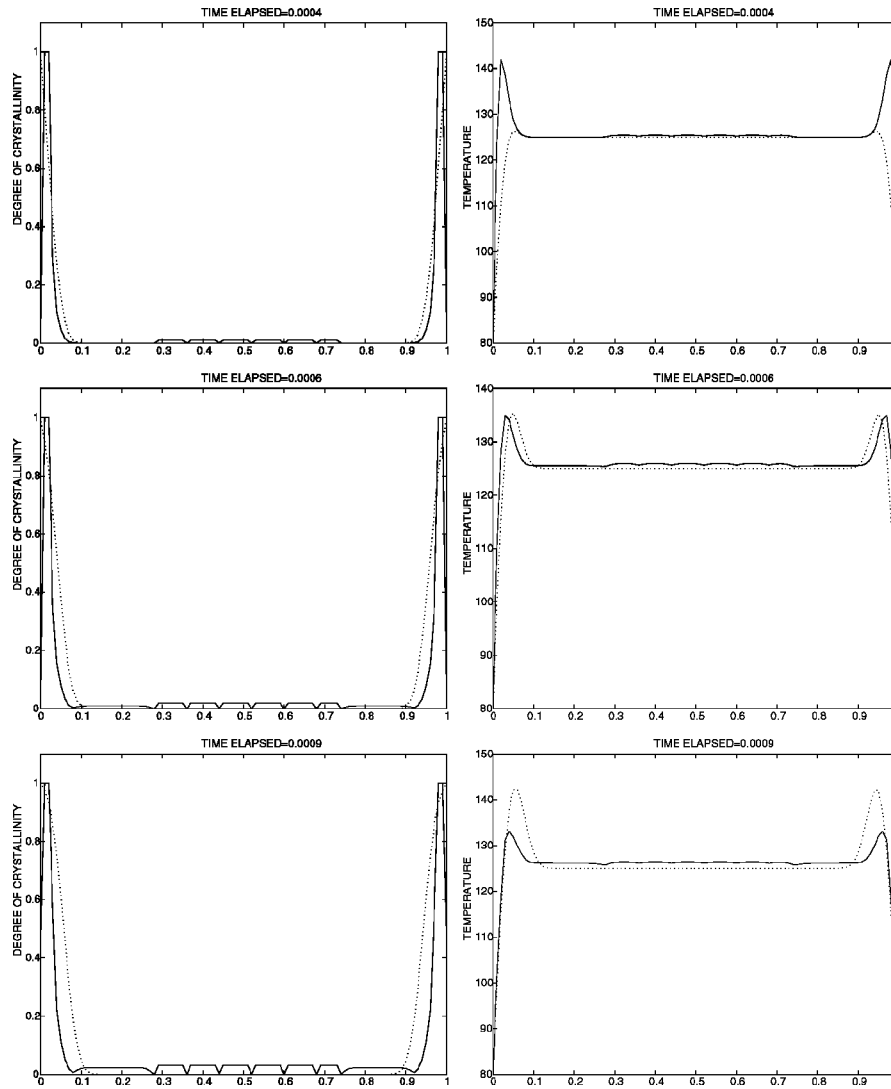 TIME ELAPSED=0.0004
DEGREE OF CRYSTALLINITY
1
0.8
0.6
0.4
0.2
0
0 0.1 0.2 0.3 0.4 0.5 0.6 0.7 0.8 0.9 1
TIME ELAPSED=0.0004
TEMPERATURE
150
140
130
120
110
100
90
80
0 0.1 0.2 0.3 0.4 0.5 0.6 0.7 0.8 0.9
TIME ELAPSED=0.0006
DEGREE OF CRYSTALLINITY
1
0.8
0.6
0.4
0.2
0
0 0.1 0.2 0.3 0.4 0.5 0.6 0.7 0.8 0.9 1
TIME ELAPSED=0.0006
TEMPERATURE
140
130
120
110
100
90
80
0 0.1 0.2 0.3 0.4 0.5 0.6 0.7 0.8 0.9
TIME ELAPSED=0.0009
DEGREE OF CRYSTALLINITY
1
0.8
0.6
0.4
0.2
0
0 0.1 0.2 0.3 0.4 0.5 0.6 0.7 0.8 0.9 1
TIME ELAPSED=0.0009
TEMPERATURE
150
140
130
120
110
100
90
80
0 0.1 0.2 0.3 0.4 0.5 0.6 0.7 0.8 0.9